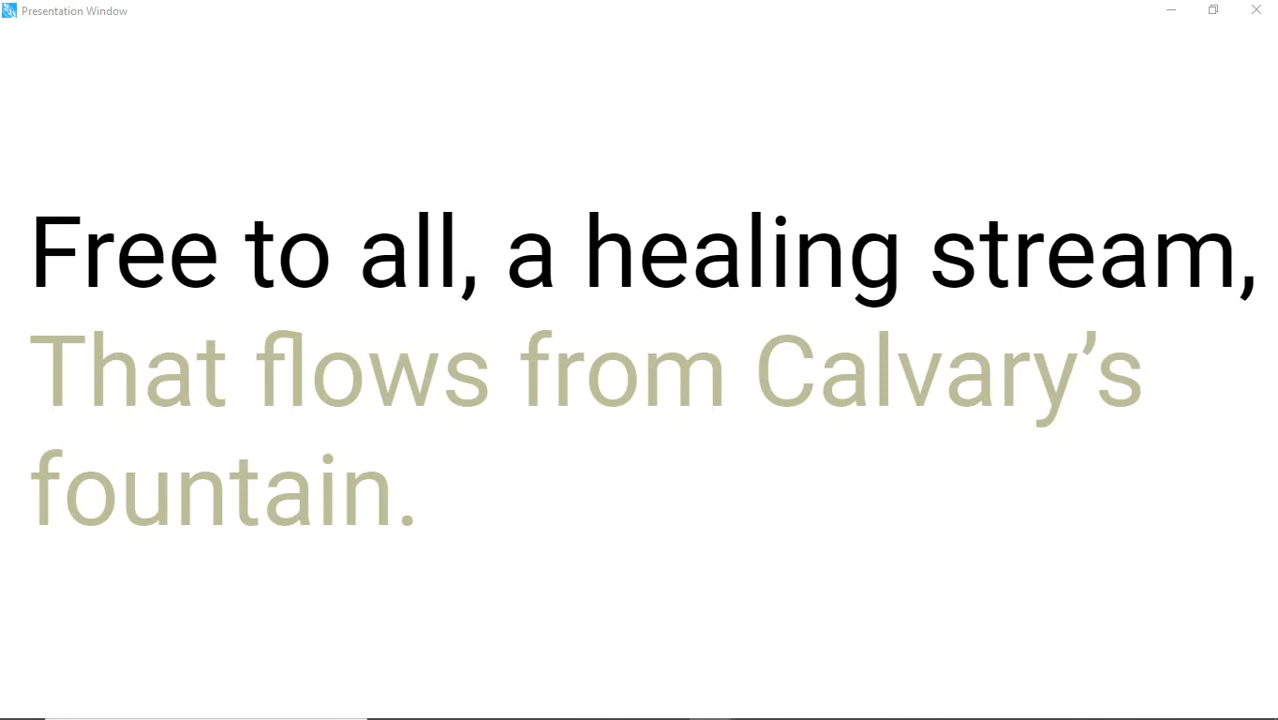 Presentation Window
Free to all, a healing stream,
That flows from Calvary’s
fountain.